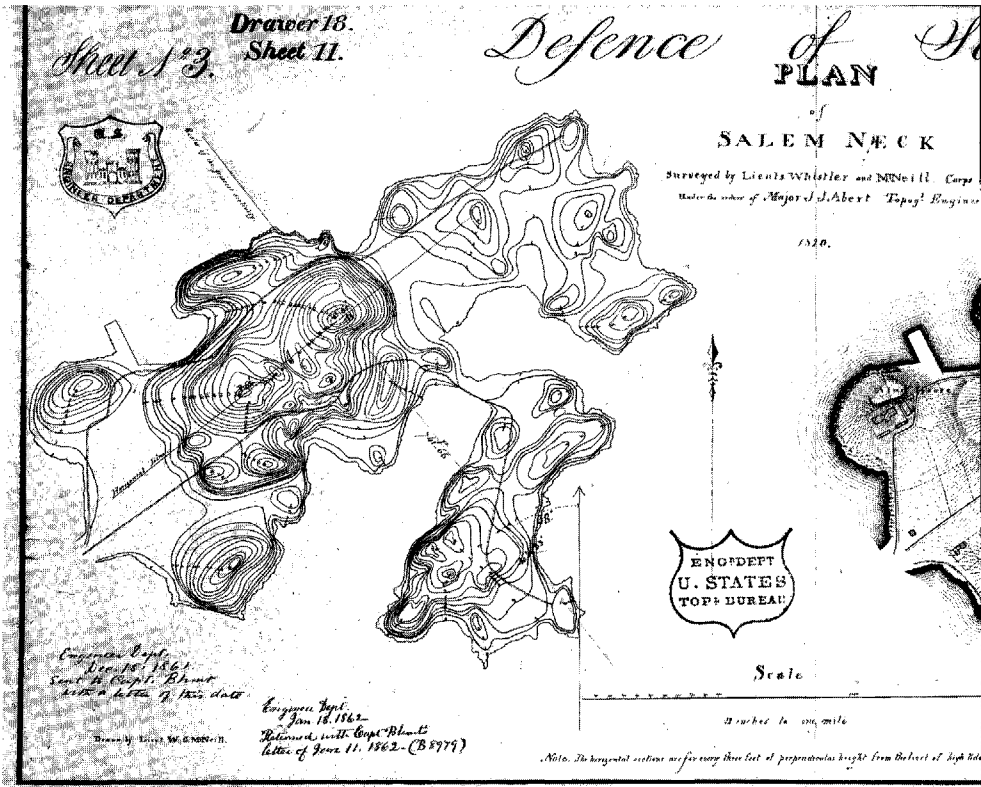 Drawer 18.
Sheet 11.
Sheet No 3.
Defence of
PLAN
of
SALEM NECK
Surveyed by Lieuts Whistler and McNeill Corps
Under the orders of Major J. J. Abert Topogl Enginee
1820.
U.S.
ENGINEER DEPARTMENT
Horizontal
ENGR DEPT
U. STATES
TOPL BUREAU
Scale
inches to one mile
Engineer Dept.
Dec. 18 1861
Sent to Capt. Blunt
with a letter of this date
Drawn by Lieut. W. G. McNeill.
Engineer Dept.
Jan 18. 1862
Returned with Capt Blunts
letter of Jany 11. 1862 - (B 8979)
Note. The horizontal sections are for every three feet of perpendicular height from the level of high tide